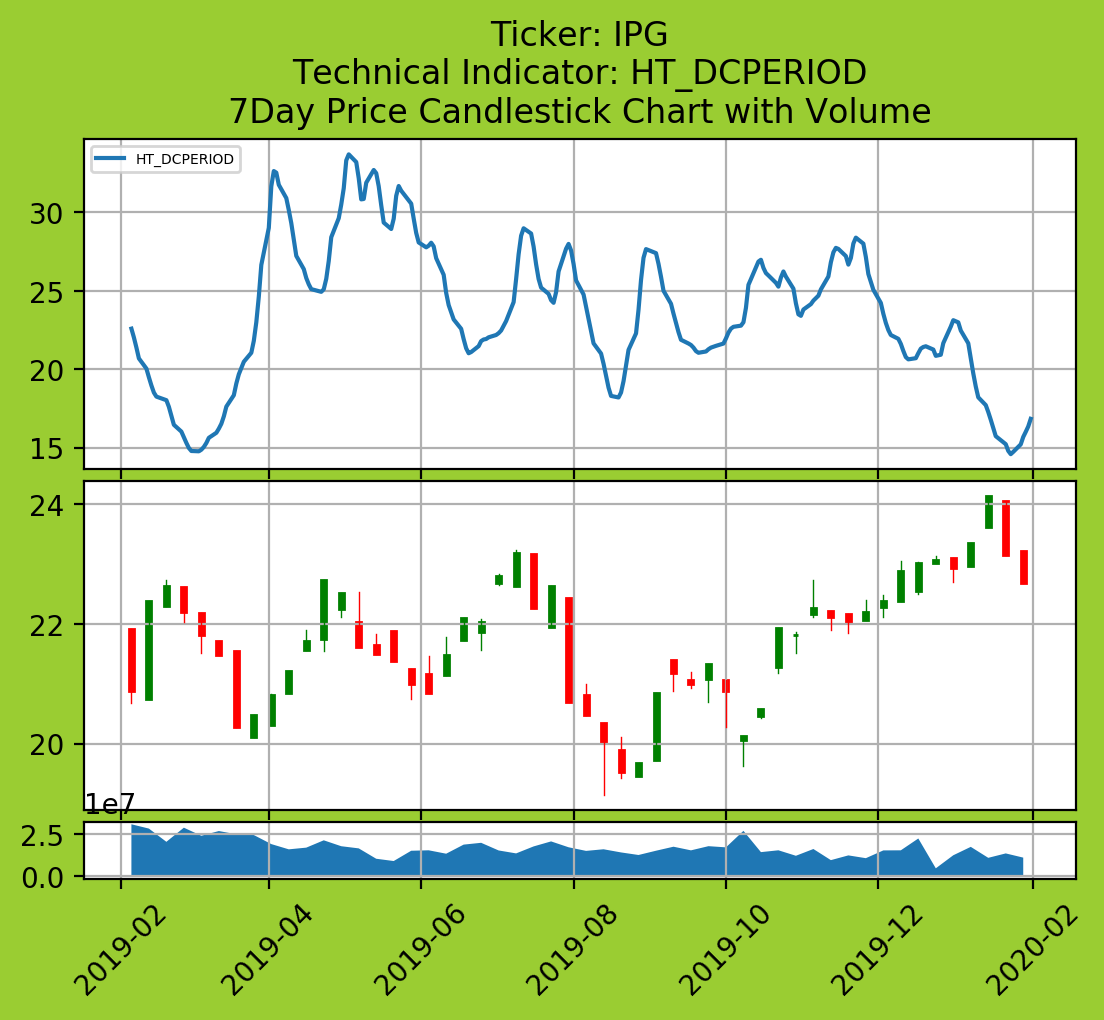 Ticker: IPG
Technical Indicator: HT_DCPERIOD
7Day Price Candlestick Chart with Volume
HT_DCPERIOD
30
25
20
15
24
22
20
1e7
2.5
0.0
2019-02 2019-04 2019-06 2019-08 2019-10 2019-12 2020-02